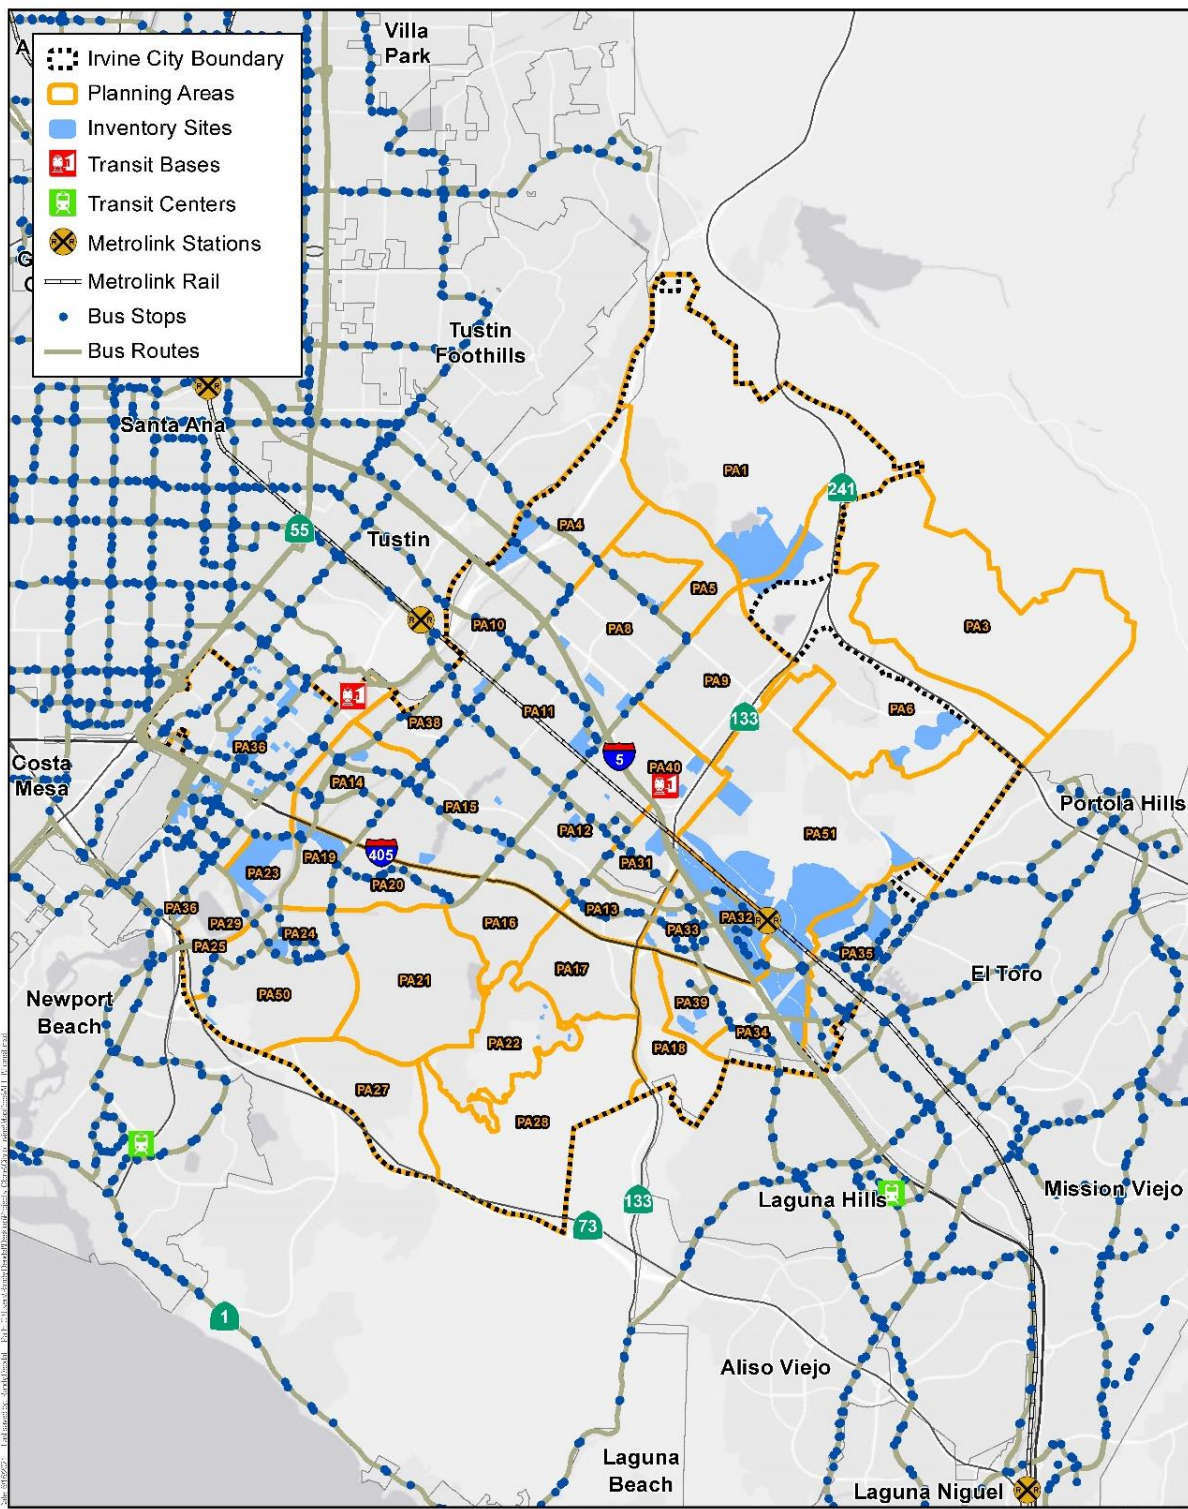 Villa
Park
A
Irvine City Boundary
Planning Areas
Inventory Sites
Transit Bases
Transit Centers
Metrolink Stations
Metrolink Rail
Bus Stops
Bus Routes
G
Tustin
Foothills
Santa Ana
PA1
241
55
PA4
Tustin
PA5
PA10
PA8
PA3
PA9
PA11
PA6
PA38
133
PA36
5
Costa
Mesa
PA40
PA14
Portola Hills
PA15
PA12
PA51
405
PA19
PA31
PA23
PA20
PA36
PA13
PA32
PA16
PA29
PA24
PA33
PA25
PA35
PA17
El Toro
PA21
Newport
Beach
PA50
PA39
PA34
PA22
PA18
PA27
PA28
Laguna Hills
Mission Viejo
133
73
1
Aliso Viejo
Laguna
Beach
Laguna Niguel